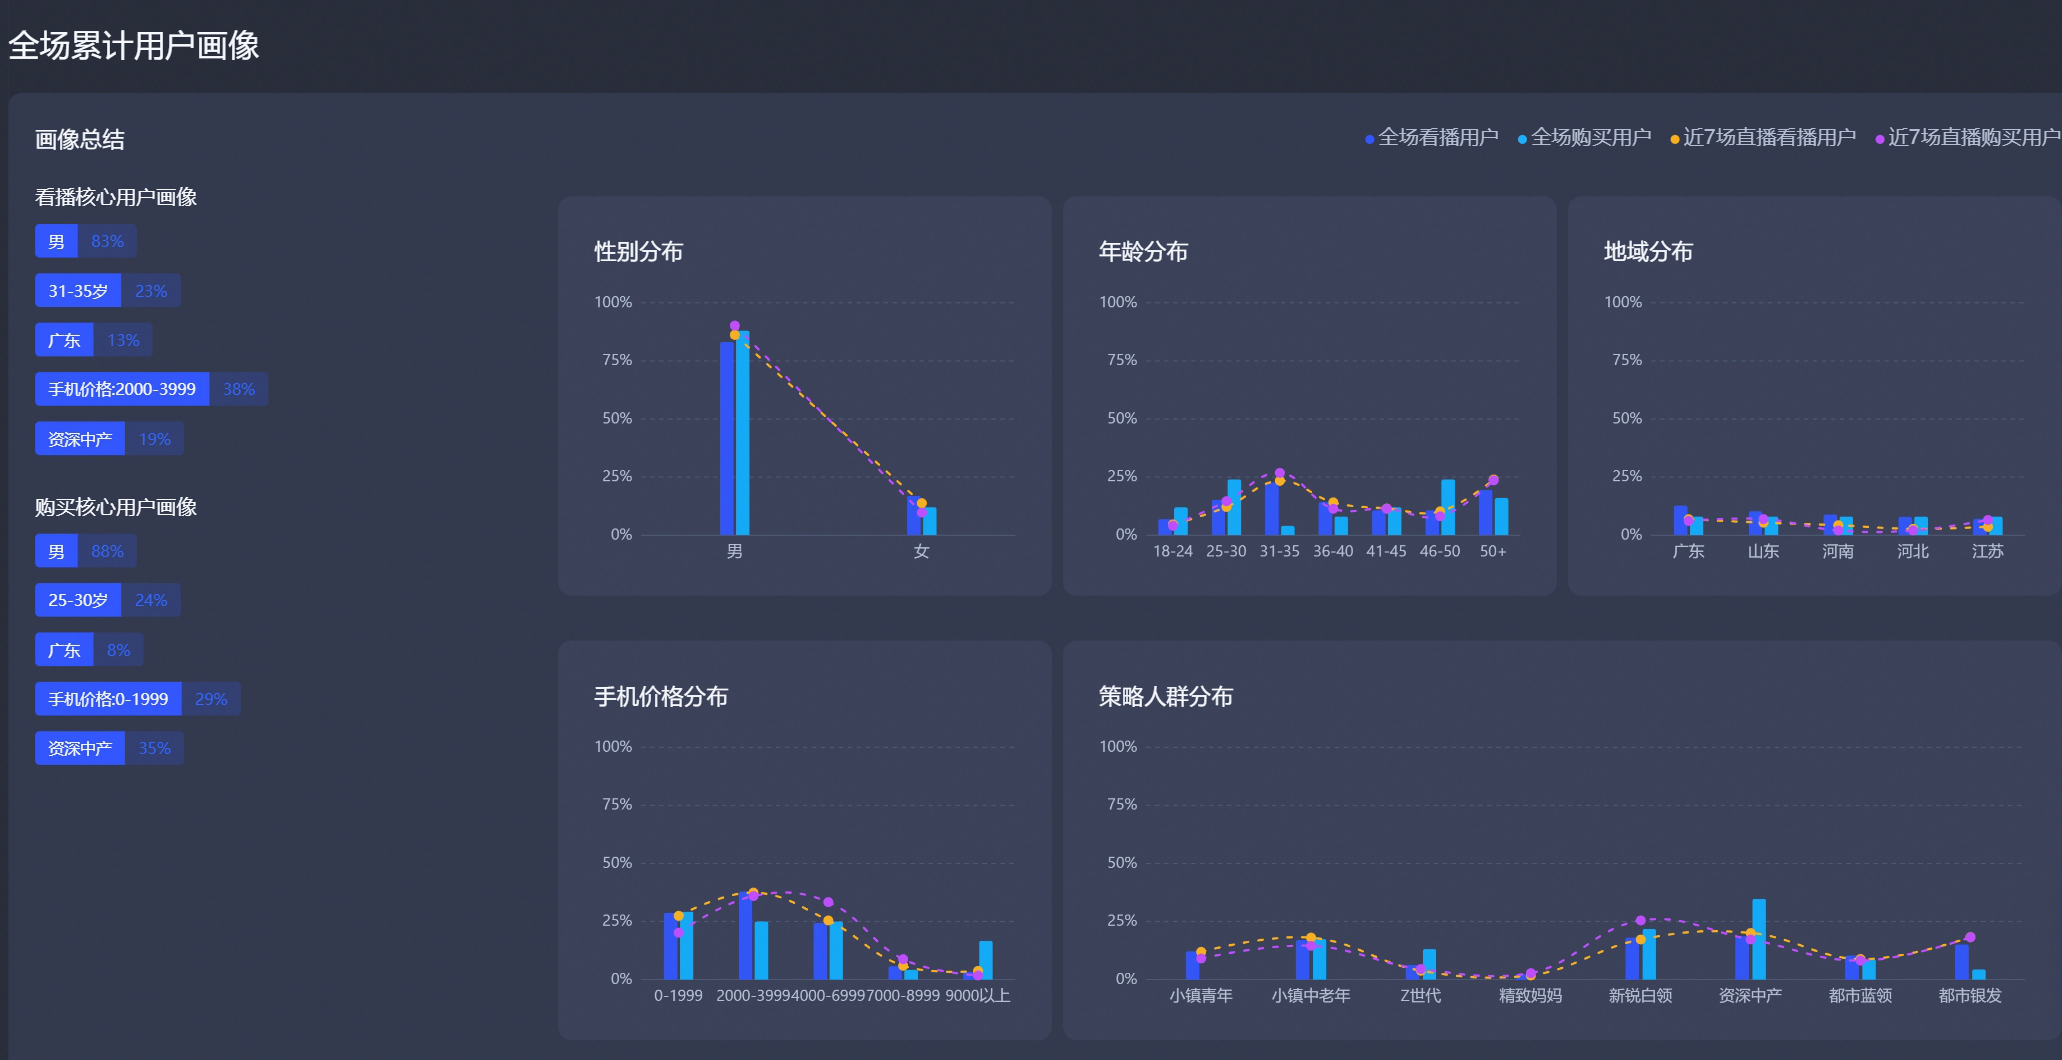 全场累计用户画像
画像总结
全场看播用户 全场购买用户 近7场直播看播用户 近7场直播购买用户
看播核心用户画像
男 83%
31-35岁 23%
广东 13%
手机价格:2000-3999 38%
资深中产 19%
购买核心用户画像
男 88%
25-30岁 24%
广东 8%
手机价格:0-1999 29%
资深中产 35%
性别分布
100%
75%
50%
25%
0%
男 女
年龄分布
100%
75%
50%
25%
0%
18-24 25-30 31-35 36-40 41-45 46-50 50+
地域分布
100%
75%
50%
25%
0%
广东 山东 河南 河北 江苏
手机价格分布
100%
75%
50%
25%
0%
0-1999 2000-3999 4000-6999 7000-8999 9000以上
策略人群分布
100%
75%
50%
25%
0%
小镇青年 小镇中老年 Z世代 精致妈妈 新锐白领 资深中产 都市蓝领 都市银发